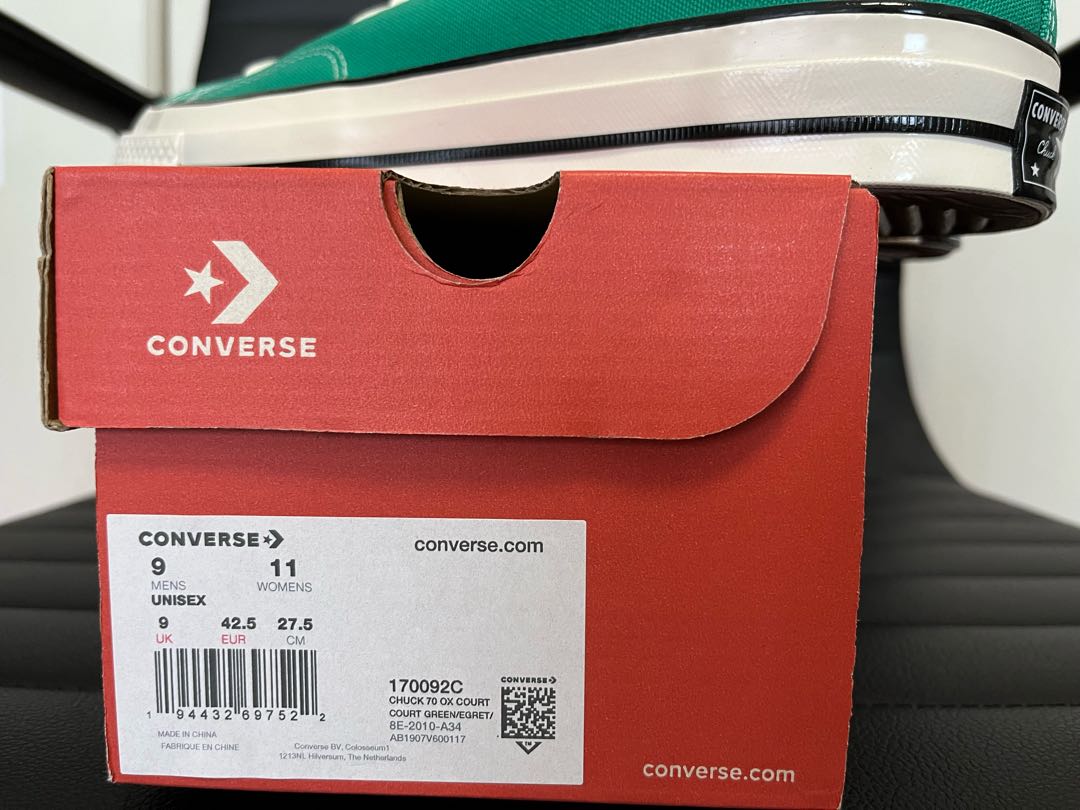 CONVERSE
CONVERSE
converse.com
9 11
MENS WOMENS
UNISEX
9 42.5 27.5
UK EUR CM
1 94432 69752 2
MADE IN CHINA
FABRIQUE EN CHINE
Converse BV, Colosseum1
1213NL Hilversum, The Netherlands
170092C
CHUCK 70 OX COURT
COURT GREEN/EGRET/
8E-2010-A34
AB1907V600117
CONVERSE
TM
converse.com